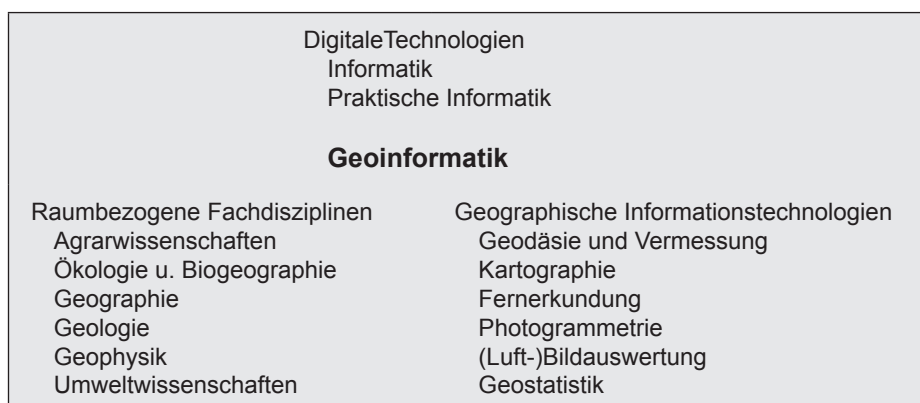 DigitaleTechnologien
Informatik
Praktische Informatik
Geoinformatik
Raumbezogene Fachdisziplinen
Agrarwissenschaften
Ökologie u. Biogeographie
Geographie
Geologie
Geophysik
Umweltwissenschaften
Geographische Informationstechnologien
Geodäsie und Vermessung
Kartographie
Fernerkundung
Photogrammetrie
(Luft-)Bildauswertung
Geostatistik